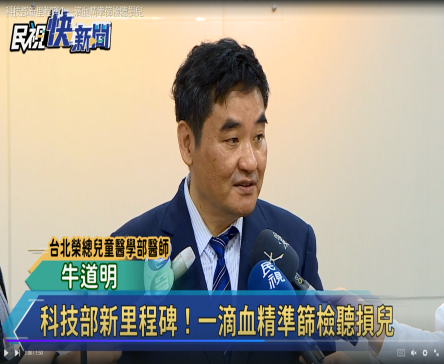 民視快新聞
台北榮總兒童醫學部醫師
牛道明
民視
科技部新里程碑！一滴血精準篩檢聽損兒